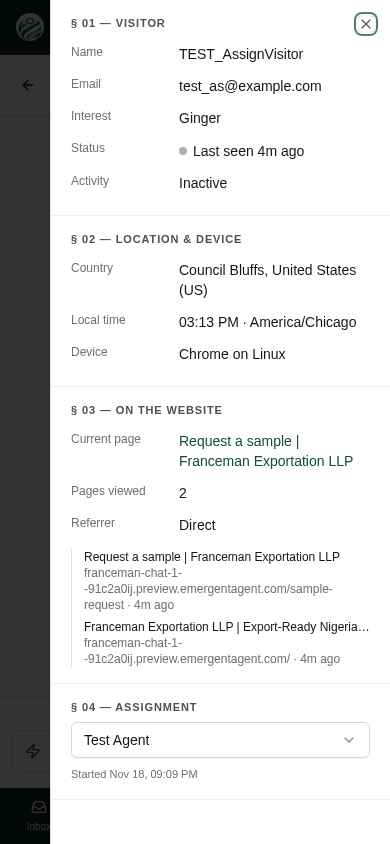 § 01 — VISITOR
Name
TEST_AssignVisitor
Email
test_as@example.com
Interest
Ginger
Status
Last seen 4m ago
Activity
Inactive
§ 02 — LOCATION & DEVICE
Country
Council Bluffs, United States
(US)
Local time
03:13 PM · America/Chicago
Device
Chrome on Linux
§ 03 — ON THE WEBSITE
Current page
Request a sample |
Franceman Exportation LLP
Pages viewed
2
Referrer
Direct
Request a sample | Franceman Exportation LLP
franceman-chat-1-
-91c2a0ij.preview.emergentagent.com/sample-
request · 4m ago
Franceman Exportation LLP | Export-Ready Nigeria…
franceman-chat-1-
-91c2a0ij.preview.emergentagent.com/ · 4m ago
§ 04 — ASSIGNMENT
Test Agent
Started Nov 18, 09:09 PM
Inbox